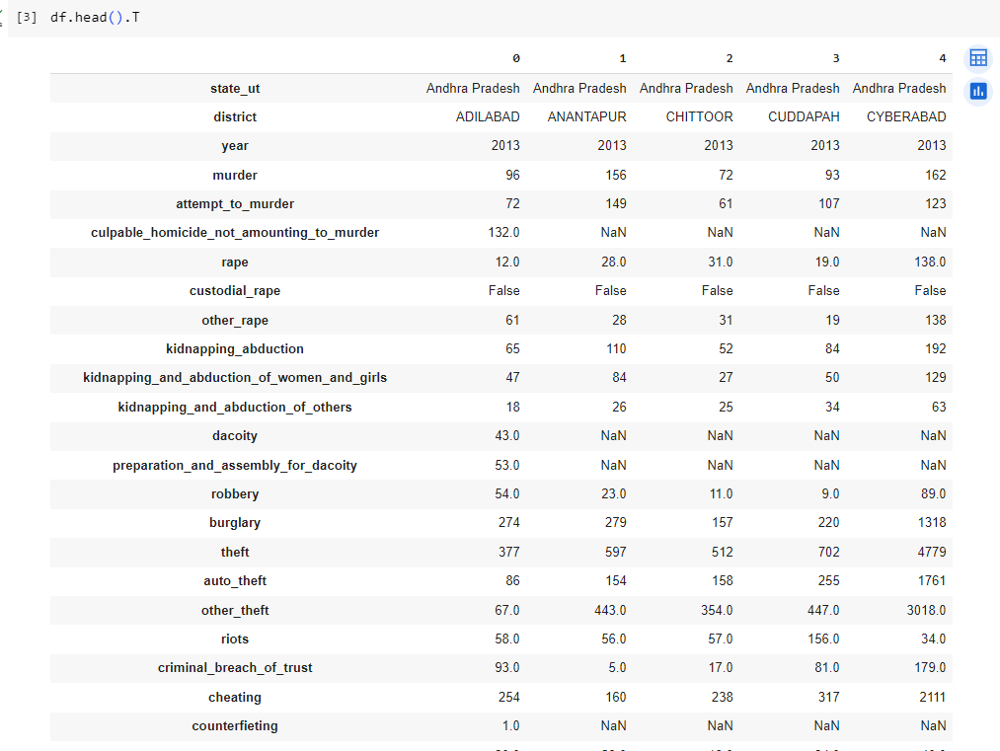 [3] df.head().T
0 1 2 3 4
state_ut Andhra Pradesh Andhra Pradesh Andhra Pradesh Andhra Pradesh Andhra Pradesh
district ADILABAD ANANTAPUR CHITTOOR CUDDAPAH CYBERABAD
year 2013 2013 2013 2013 2013
murder 96 156 72 93 162
attempt_to_murder 72 149 61 107 123
culpable_homicide_not_amounting_to_murder 132.0 NaN NaN NaN NaN
rape 12.0 28.0 31.0 19.0 138.0
custodial_rape False False False False False
other_rape 61 28 31 19 138
kidnapping_abduction 65 110 52 84 192
kidnapping_and_abduction_of_women_and_girls 47 84 27 50 129
kidnapping_and_abduction_of_others 18 26 25 34 63
dacoity 43.0 NaN NaN NaN NaN
preparation_and_assembly_for_dacoity 53.0 NaN NaN NaN NaN
robbery 54.0 23.0 11.0 9.0 89.0
burglary 274 279 157 220 1318
theft 377 597 512 702 4779
auto_theft 86 154 158 255 1761
other_theft 67.0 443.0 354.0 447.0 3018.0
riots 58.0 56.0 57.0 156.0 34.0
criminal_breach_of_trust 93.0 5.0 17.0 81.0 179.0
cheating 254 160 238 317 2111
counterfieting 1.0 NaN NaN NaN NaN